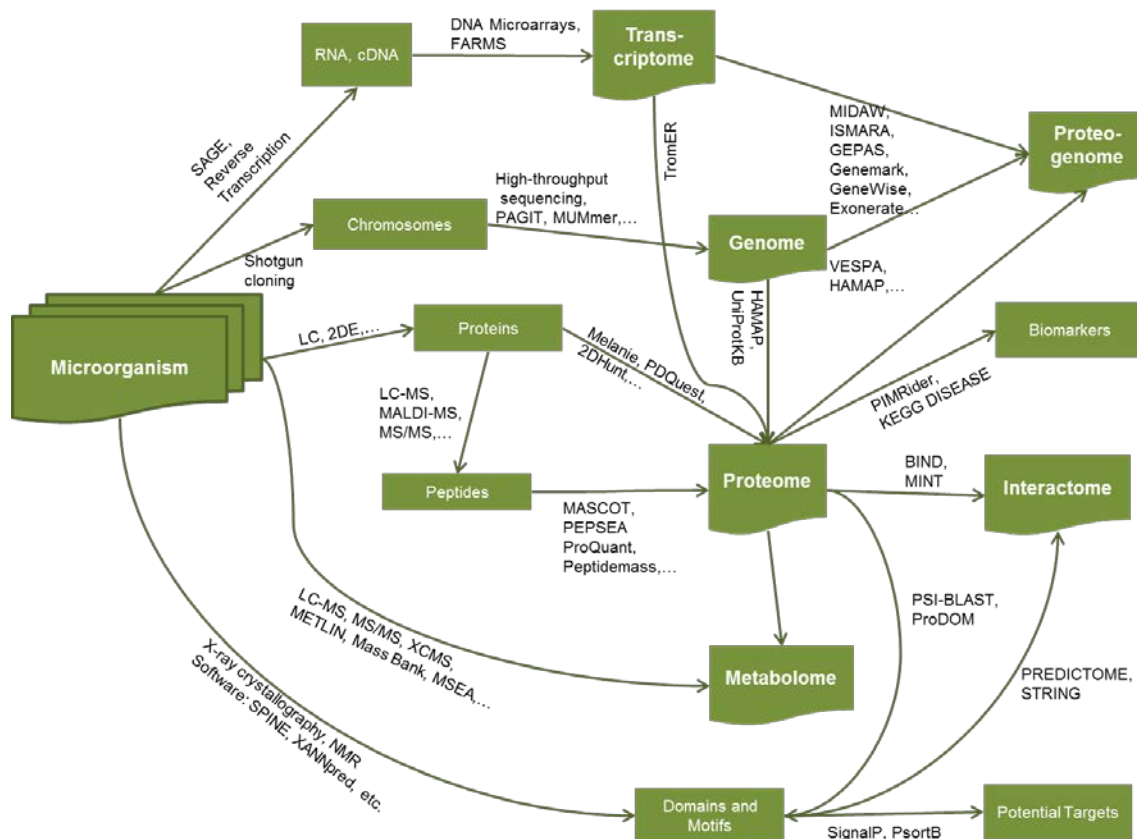 DNA Microarrays,
FARMS
RNA, cDNA
Trans-
criptome
SAGE,
Reverse
Transcription
TromER
MIDAW,
ISMARA,
GEPAS,
Genemark,
GeneWise,
Exonerate…
Proteo-
genome
High-throughput
sequencing,
PAGIT, MUMmer,…
Chromosomes
Genome
Shotgun
cloning
VESPA,
HAMAP,…
HAMAP,
UniProtKB
Microorganism
LC, 2DE,…
Proteins
Melanie, PDQuest,
2DHunt,…
Biomarkers
PIMRider,
KEGG DISEASE
LC-MS,
MALDI-MS,
MS/MS,…
Peptides
MASCOT,
PEPSEA
ProQuant,
Peptidemass,…
Proteome
BIND,
MINT
Interactome
LC-MS, MS/MS, XCMS,
METLIN, Mass Bank, MSEA,…
Metabolome
PSI-BLAST,
ProDOM
PREDICTOME,
STRING
X-ray crystallography, NMR
Software: SPINE, XANNpred, etc.
Domains and
Motifs
SignalP, PsortB
Potential Targets